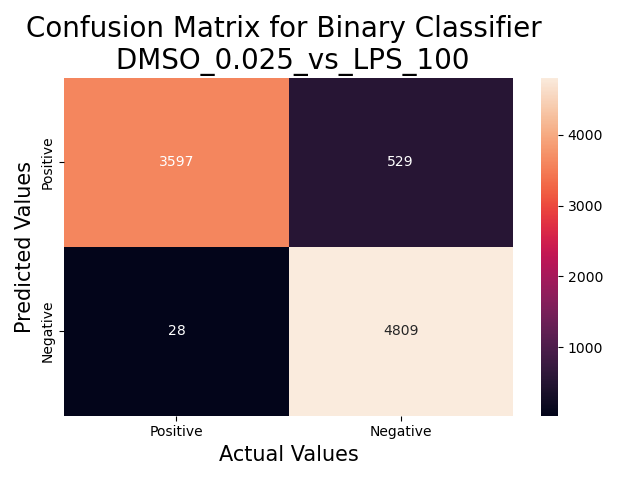 Confusion Matrix for Binary Classifier
DMSO_0.025_vs_LPS_100
Predicted Values
Positive
Negative
3597
529
28
4809
Positive
Negative
Actual Values
4000
3000
2000
1000